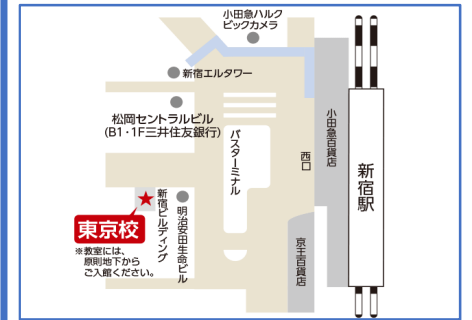 小田急ハルク
ビックカメラ
新宿エルタワー
松岡セントラルビル
(B1・1F三井住友銀行)
バスターミナル
西口
小田急百貨店
新宿駅
東京校
※教室には、
原則地下から
ご入館ください。
新宿ビルディング
明治安田生命ビル
京王百貨店